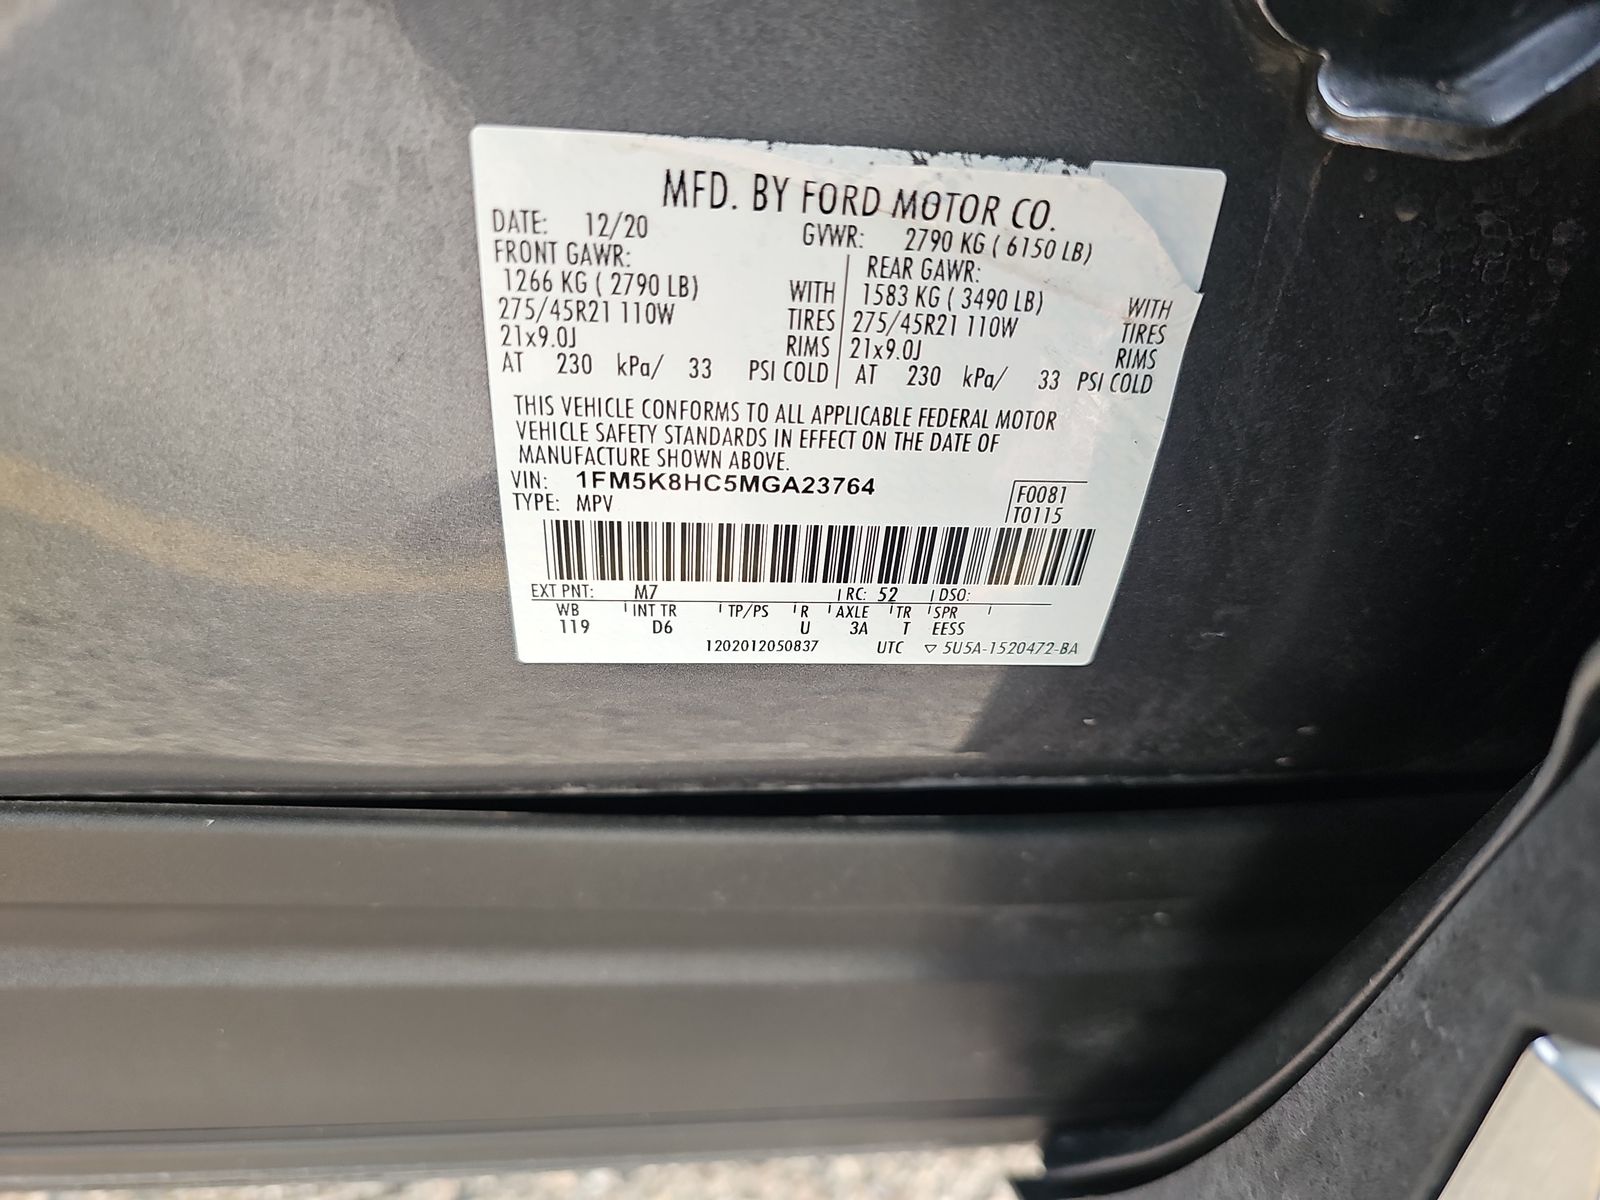 MFD. BY FORD MOTOR CO.
DATE: 12/20 GVWR: 2790 KG ( 6150 LB)
FRONT GAWR: REAR GAWR:
1266 KG ( 2790 LB) WITH 1583 KG ( 3490 LB) WITH
275/45R21 110W TIRES 275/45R21 110W TIRES
21x9.0J RIMS 21x9.0J RIMS
AT 230 kPa/ 33 PSI COLD AT 230 kPa/ 33 PSI COLD
THIS VEHICLE CONFORMS TO ALL APPLICABLE FEDERAL MOTOR
VEHICLE SAFETY STANDARDS IN EFFECT ON THE DATE OF
MANUFACTURE SHOWN ABOVE.
VIN: 1FM5K8HC5MGA23764 F0081
TYPE: MPV T0115
EXT PNT: M7 RC: 52 DSO:
WB INT TR TP/PS R AXLE TR SPR
119 D6 U 3A T EESS
1202012050837 UTC ▽ 5U5A-1520472-BA